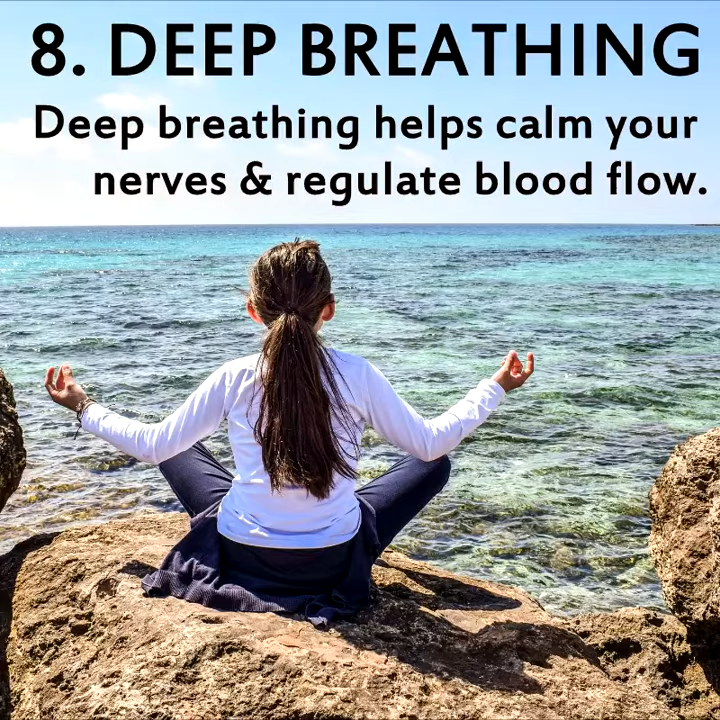 8. DEEP BREATHING
Deep breathing helps calm your
nerves & regulate blood flow.